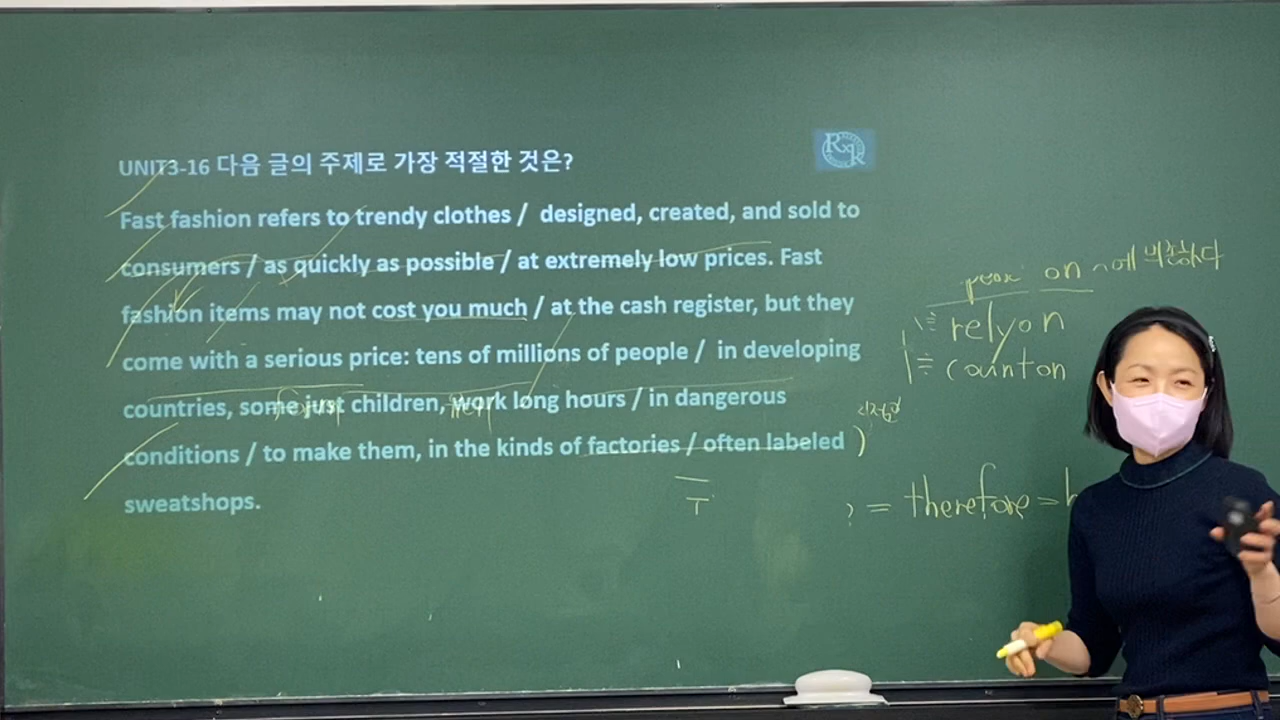 UNIT3-16 다음 글의 주제로 가장 적절한 것은?
RxR
Fast fashion refers to trendy clothes / designed, created, and sold to
consumers / as quickly as possible / at extremely low prices. Fast
fashion items may not cost you much / at the cash register, but they
come with a serious price: tens of millions of people / in developing
countries, some just children, work long hours / in dangerous
conditions / to make them, in the kinds of factories / often labeled )
sweatshops.
on ~에 의존하다
rely on
count on
? = therefore =